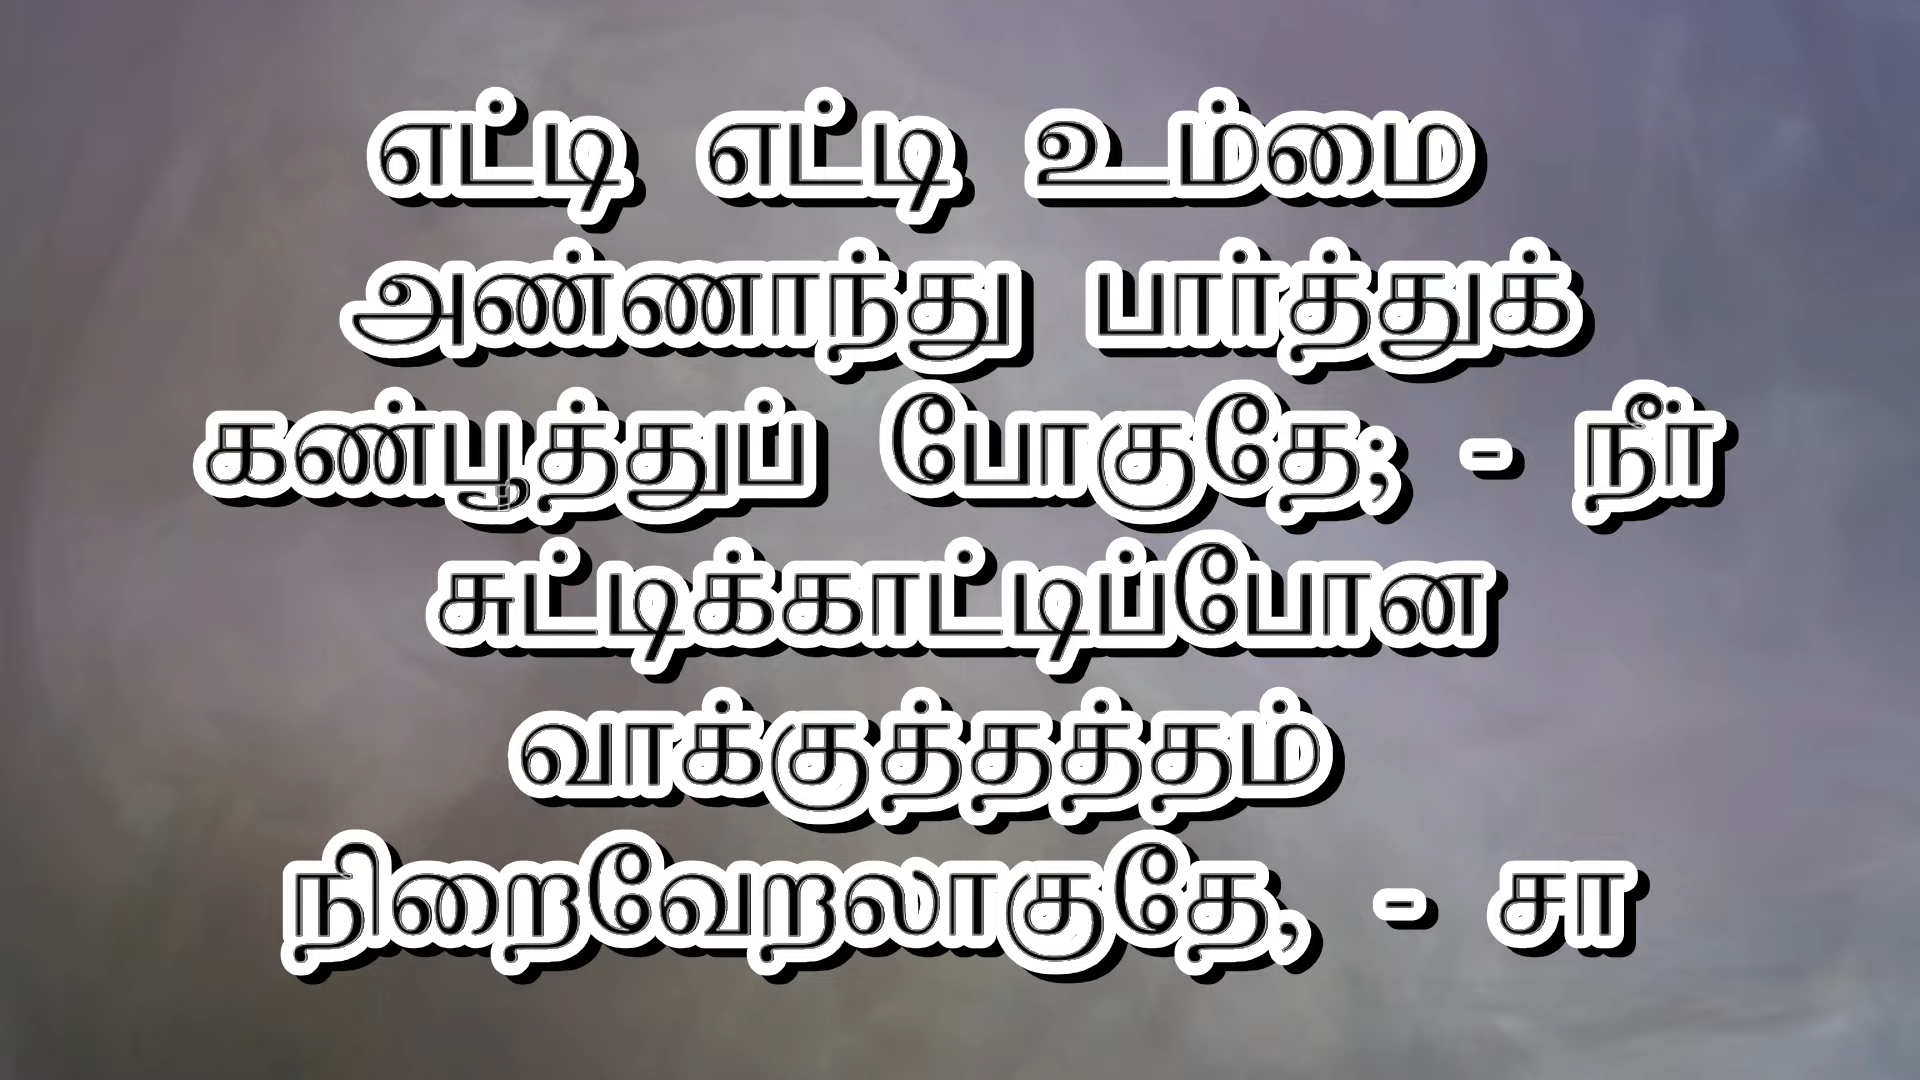 எட்டி எட்டி உம்மை
அண்ணாந்து பார்த்துக்
கண்பூத்துப் போகுதே; - நீர்
சுட்டிக்காட்டிப்போன
வாக்குத்தத்தம்
நிறைவேறலாகுதே, - சா